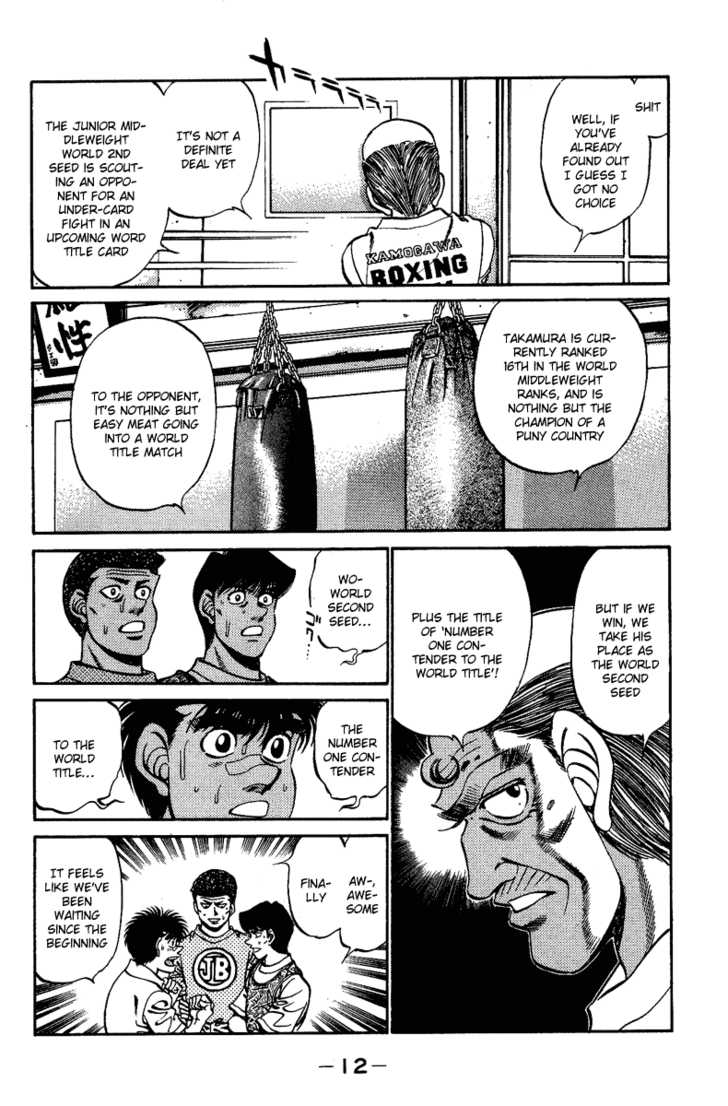 SHIT
WELL, IF
YOU'VE
ALREADY
FOUND OUT
I GUESS I
GOT NO
CHOICE
ガラララ
IT'S NOT A
DEFINITE
DEAL YET
THE JUNIOR MID-
DLEWEIGHT
WORLD 2ND
SEED IS SCOUT-
ING AN OPPO-
NENT FOR AN
UNDER-CARD
FIGHT IN AN
UPCOMING WORD
TITLE CARD
KAMOGAWA
BOXING
TAKAMURA IS CUR-
RENTLY RANKED
16TH IN THE WORLD
MIDDLEWEIGHT
RANKS, AND IS
NOTHING BUT THE
CHAMPION OF A
PUNY COUNTRY
TO THE OPPONENT,
IT'S NOTHING BUT
EASY MEAT GOING
INTO A WORLD
TITLE MATCH
BUT IF WE
WIN, WE
TAKE HIS
PLACE AS
THE WORLD
SECOND
SEED
PLUS THE TITLE
OF 'NUMBER
ONE CON-
TENDER TO THE
WORLD TITLE'!
WO-
WORLD
SECOND
SEED...
THE
NUMBER
ONE CON-
TENDER
TO THE
WORLD
TITLE...
AW-,
AWE-
SOME
FINA-
LLY
IT FEELS
LIKE WE'VE
BEEN
WAITING
SINCE THE
BEGINNING
JB
-12-